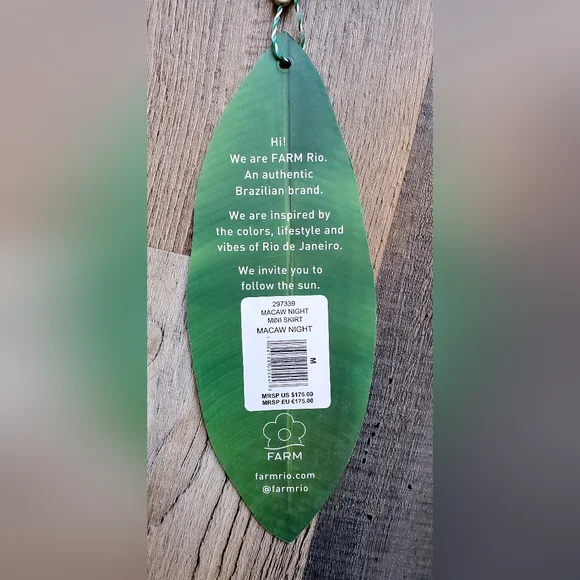 Hi!
We are FARM Rio.
An authentic
Brazilian brand.
We are inspired by
the colors, lifestyle and
vibes of Rio de Janeiro.
We invite you to
follow the sun.
297339
MACAW NIGHT
MINI SKIRT
MACAW NIGHT
M
MRSP US $175.00
MRSP EU €175.00
FARM
farmrio.com
@farmrio